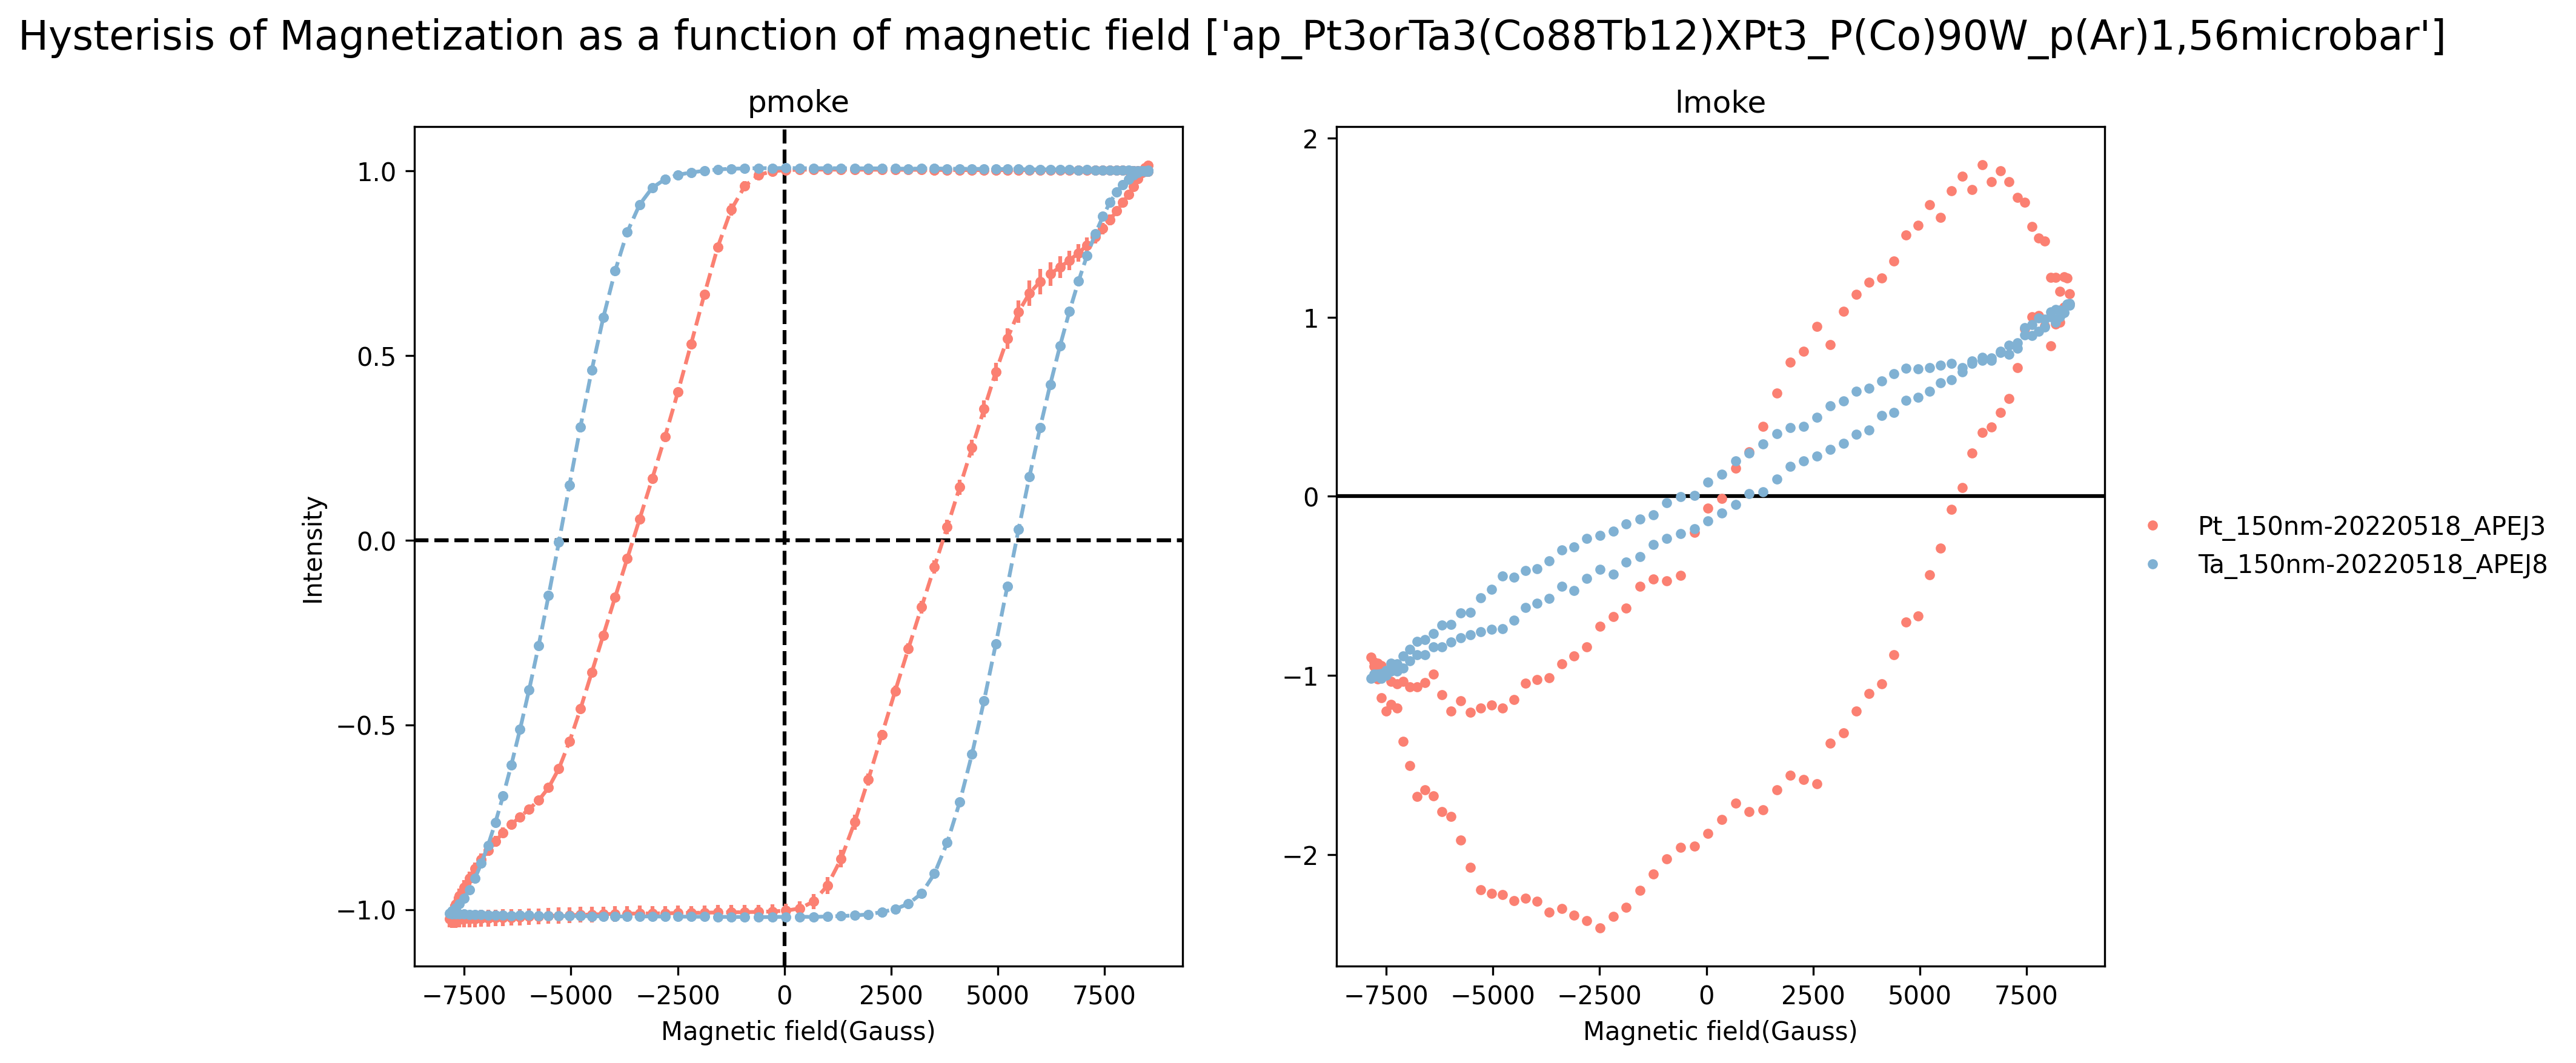 Hysterisis of Magnetization as a function of magnetic field ['ap_Pt3orTa3(Co88Tb12)XPt3_P(Co)90W_p(Ar)1,56microbar']
pmoke
1.0
0.5
0.0
−0.5
−1.0
Intensity
−7500 −5000 −2500 0 2500 5000 7500
Magnetic field(Gauss)
lmoke
2
1
0
−1
−2
−7500 −5000 −2500 0 2500 5000 7500
Magnetic field(Gauss)
Pt_150nm-20220518_APEJ3
Ta_150nm-20220518_APEJ8